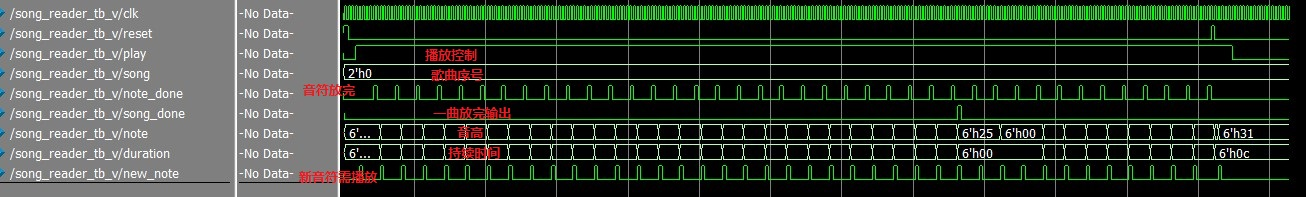 /song_reader_tb_v/clk -No Data-
/song_reader_tb_v/reset -No Data-
/song_reader_tb_v/play -No Data- 播放控制
/song_reader_tb_v/song -No Data- 2'h0 歌曲序号
/song_reader_tb_v/note_done -No Data- 音符放完
/song_reader_tb_v/song_done -No Data- 一曲放完输出
/song_reader_tb_v/note -No Data- 6'... 音高 6'h25 6'h00 6'h31
/song_reader_tb_v/duration -No Data- 6'... 持续时间 6'h00 6'h0c
/song_reader_tb_v/new_note -No Data- 新音符需播放